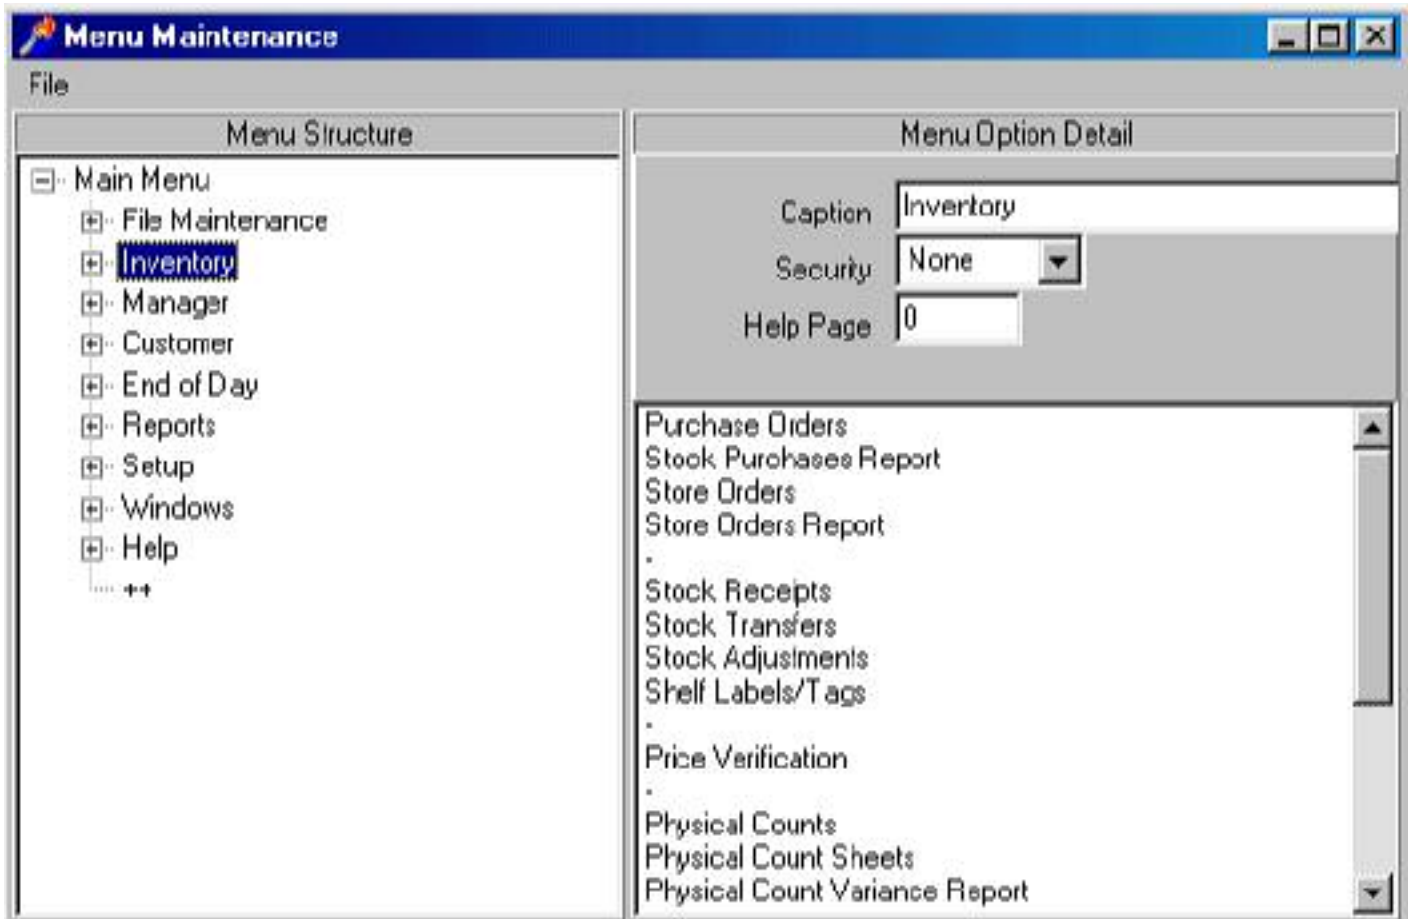 Menu Maintenance
File
Menu Structure
Main Menu
File Maintenance
Inventory
Manager
Customer
End of Day
Reports
Setup
Windows
Help
++
Menu Option Detail
Caption Inventory
Security None
Help Page 0
Purchase Orders
Stock Purchases Report
Store Orders
Store Orders Report
-
Stock Receipts
Stock Transfers
Stock Adjustments
Shelf Labels/Tags
-
Price Verification
-
Physical Counts
Physical Count Sheets
Physical Count Variance Report